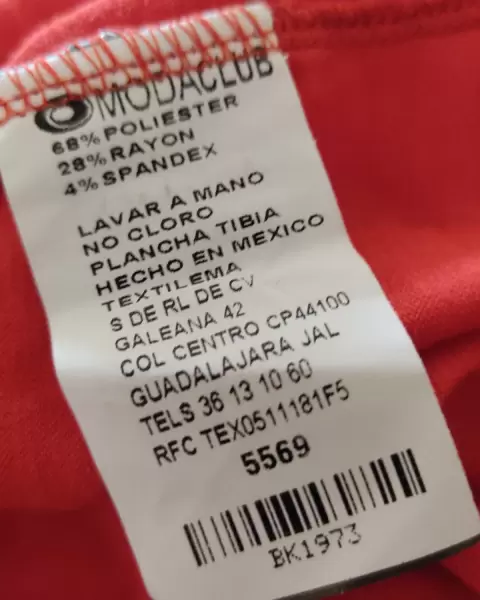 MODACLUB
68% POLIESTER
28% RAYON
4% SPANDEX
LAVAR A MANO
NO CLORO
PLANCHA TIBIA
HECHO EN MEXICO
TEXTILEMA
S DE RL DE CV
GALEANA 42
COL CENTRO CP44100
GUADALAJARA JAL
TELS 36 13 10 60
RFC TEX0511181F5
5569
BK1973